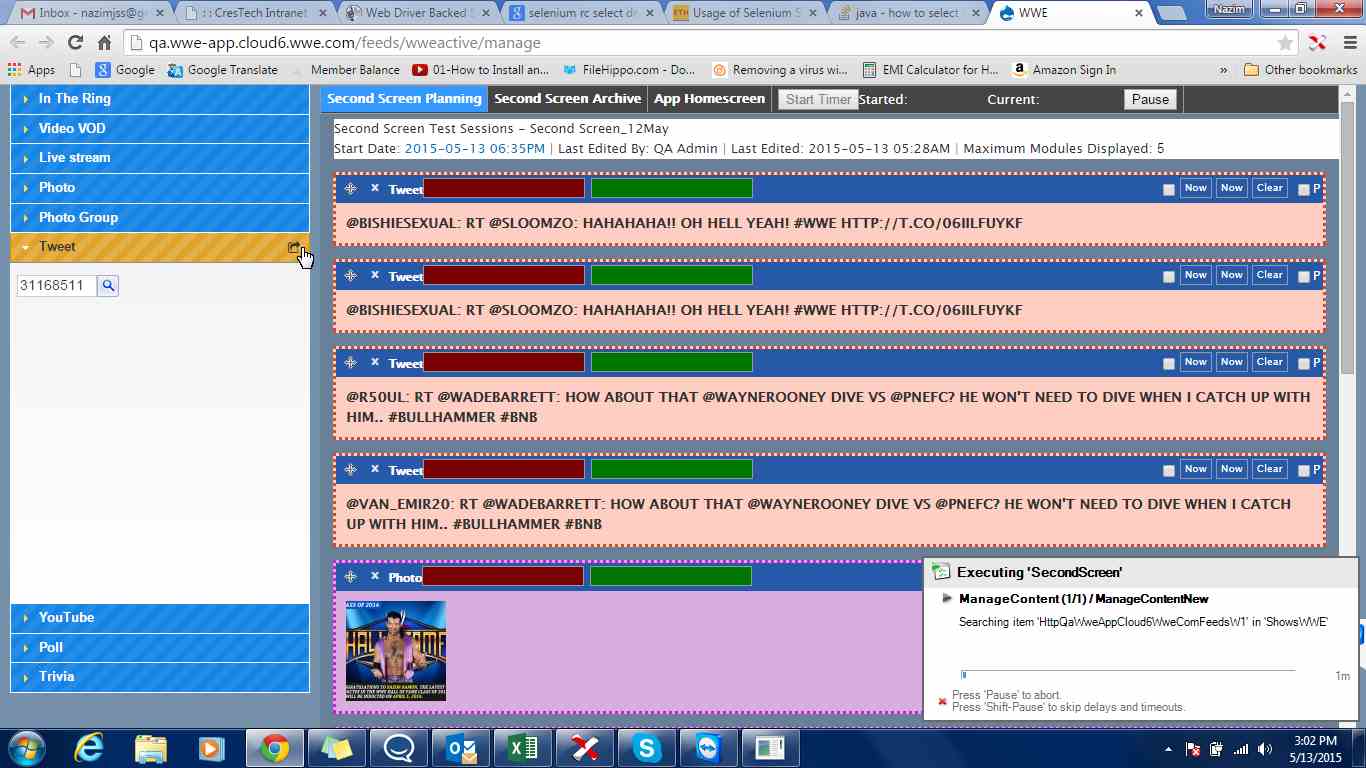 Inbox - nazimjss@g
: : CresTech Intranet
Web Driver Backed S
selenium rc select de
Usage of Selenium S
java - how to select
WWE
Nazim
qa.wwe-app.cloud6.wwe.com/feeds/wweactive/manage
Apps
Google
Google Translate
Member Balance
01-How to Install an...
FileHippo.com - Do...
Removing a virus wi...
EMI Calculator for H...
Amazon Sign In
»
Other bookmarks
In The Ring
Video VOD
Live stream
Photo
Photo Group
Tweet
31168511
YouTube
Poll
Trivia
Second Screen Planning
Second Screen Archive
App Homescreen
Start Timer
Started:
Current:
Pause
Second Screen Test Sessions - Second Screen_12May
Start Date: 2015-05-13 06:35PM | Last Edited By: QA Admin | Last Edited: 2015-05-13 05:28AM | Maximum Modules Displayed: 5
Tweet Now Now Clear P
@BISHIESEXUAL: RT @SLOOMZO: HAHAHAHA!! OH HELL YEAH! #WWE HTTP://T.CO/06IILFUYKF
Tweet Now Now Clear P
@BISHIESEXUAL: RT @SLOOMZO: HAHAHAHA!! OH HELL YEAH! #WWE HTTP://T.CO/06IILFUYKF
Tweet Now Now Clear P
@R50UL: RT @WADEBARRETT: HOW ABOUT THAT @WAYNEROONEY DIVE VS @PNEFC? HE WON'T NEED TO DIVE WHEN I CATCH UP WITH
HIM.. #BULLHAMMER #BNB
Tweet Now Now Clear P
@VAN_EMIR20: RT @WADEBARRETT: HOW ABOUT THAT @WAYNEROONEY DIVE VS @PNEFC? HE WON'T NEED TO DIVE WHEN I CATCH
UP WITH HIM.. #BULLHAMMER #BNB
Photo
Executing 'SecondScreen'
ManageContent (1/1) / ManageContentNew
Searching item 'HttpQaWweAppCloud6WweComFeedsW1' in 'ShowsWWE'
1m
Press 'Pause' to abort.
Press 'Shift-Pause' to skip delays and timeouts.
3:02 PM
5/13/2015